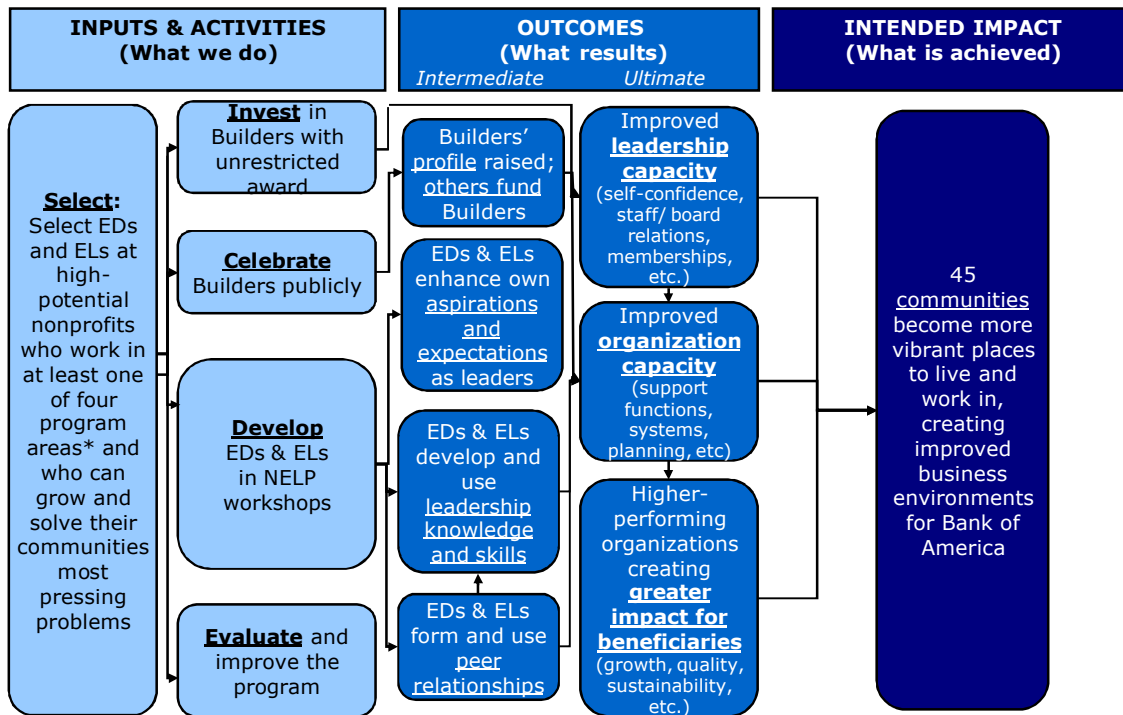 INPUTS & ACTIVITIES
(What we do)
OUTCOMES
(What results)
Intermediate
Ultimate
INTENDED IMPACT
(What is achieved)
Select:
Select EDs
and ELs at
high-
potential
nonprofits
who work in
at least one
of four
program
areas* and
who can
grow and
solve their
communities
most
pressing
problems
Invest in
Builders with
unrestricted
award
Celebrate
Builders publicly
Develop
EDs & ELs
in NELP
workshops
Evaluate and
improve the
program
Builders’
profile raised;
others fund
Builders
EDs & ELs
enhance own
aspirations
and
expectations
as leaders
EDs & ELs
develop and
use
leadership
knowledge
and skills
EDs & ELs
form and use
peer
relationships
Improved
leadership
capacity
(self-confidence,
staff/ board
relations,
memberships,
etc.)
Improved
organization
capacity
(support
functions,
systems,
planning, etc)
Higher-
performing
organizations
creating
greater
impact for
beneficiaries
(growth, quality,
sustainability,
etc.)
45
communities
become more
vibrant places
to live and
work in,
creating
improved
business
environments
for Bank of
America